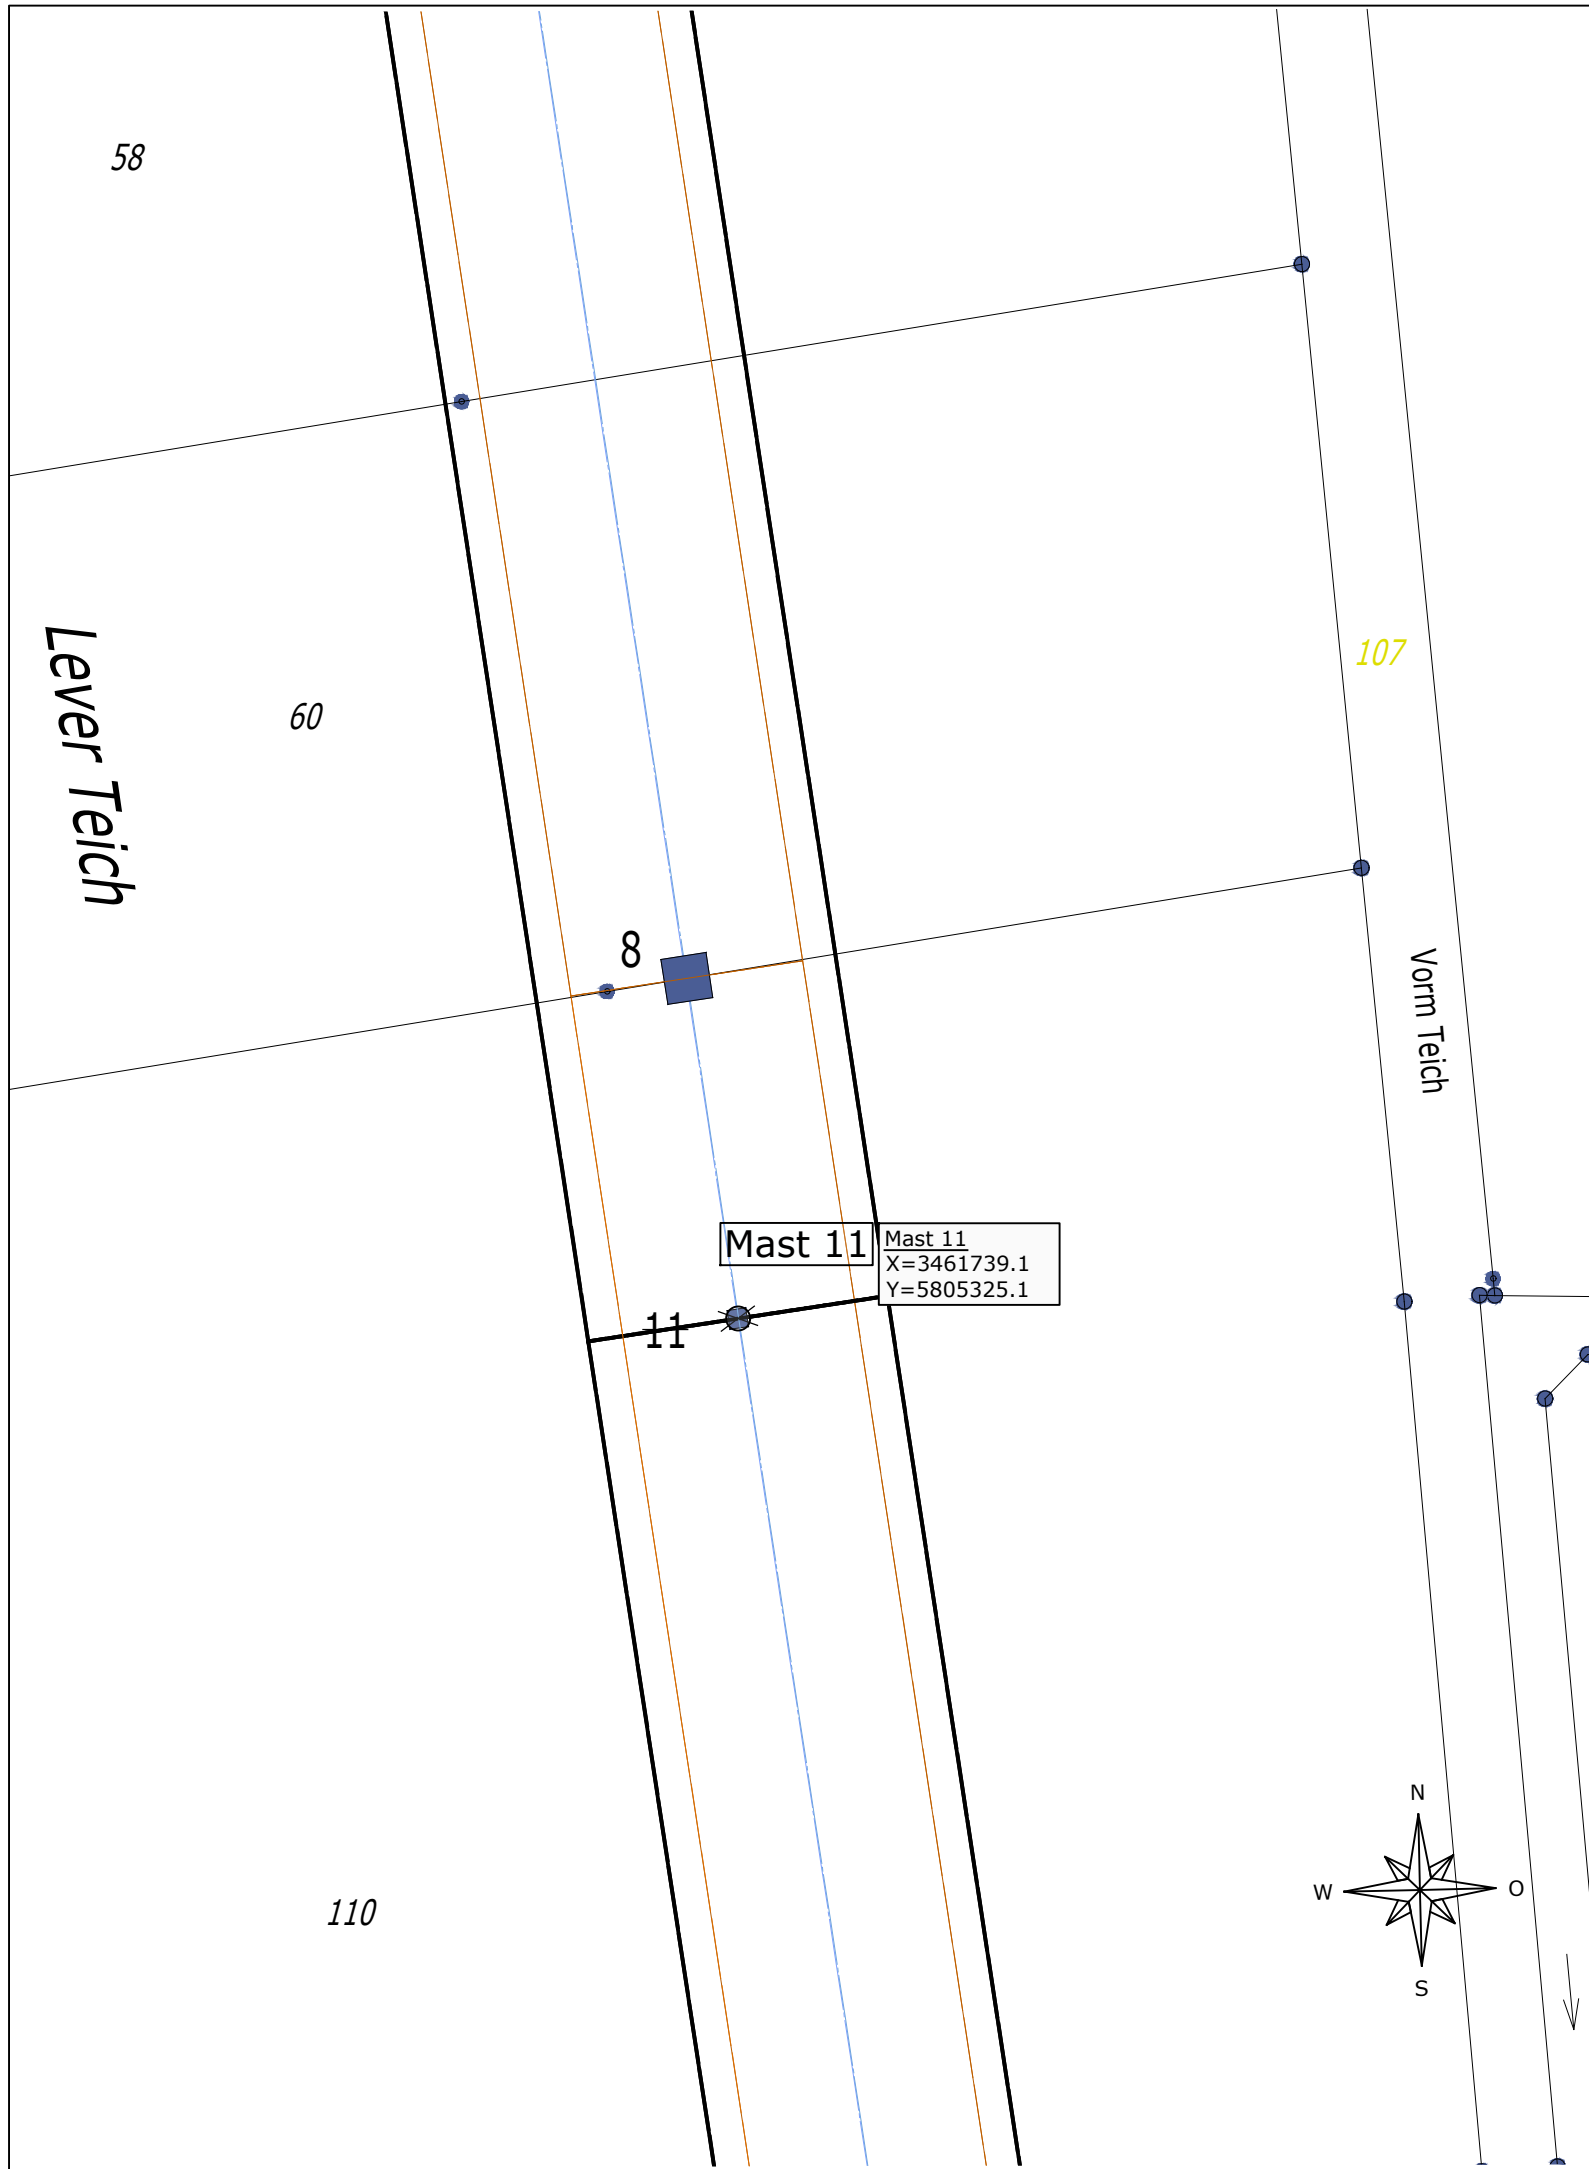 58
107
Lever Teich
60
8
Vorm Teich
Mast 11
Mast 11
X=3461739.1
Y=5805325.1
11
N
W
O
S
110